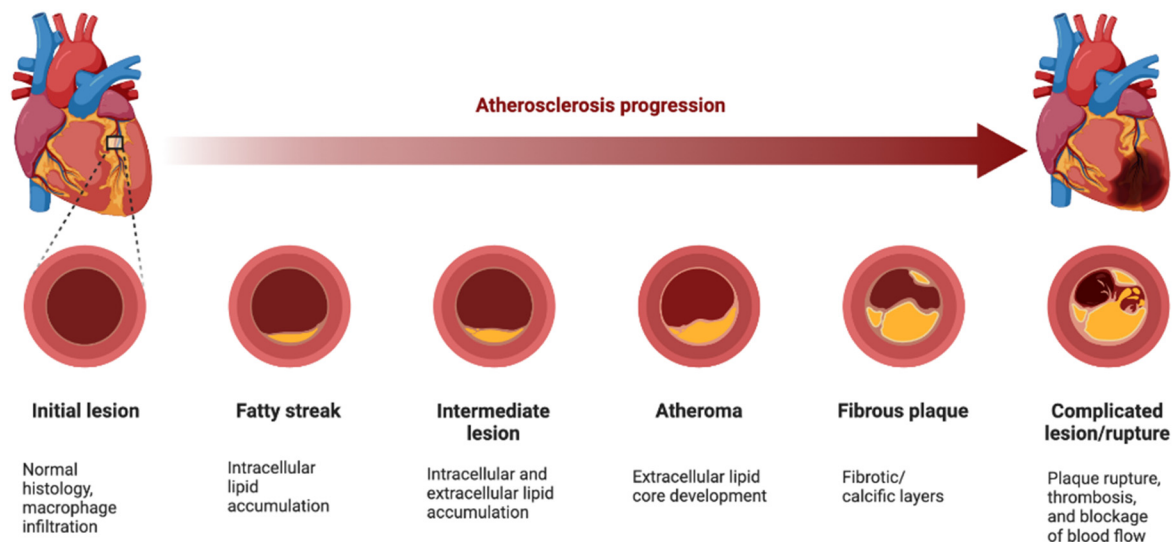 Atherosclerosis progression
Initial lesion
Normal
histology,
macrophage
infiltration
Fatty streak
Intracellular
lipid
accumulation
Intermediate
lesion
Intracellular and
extracellular lipid
accumulation
Atheroma
Extracellular lipid
core development
Fibrous plaque
Fibrotic/
calcific layers
Complicated
lesion/rupture
Plaque rupture,
thrombosis,
and blockage
of blood flow